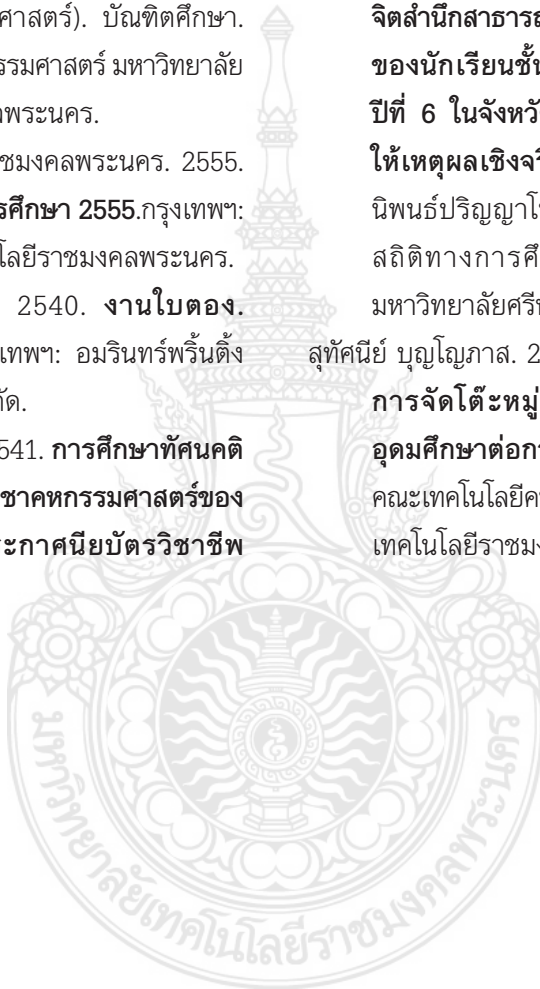 ศาสตร์). บัณฑิตศึกษา.
รรมศาสตร์ มหาวิทยาลัย
ลพระนคร.
ชมงคลพระนคร. 2555.
รศึกษา 2555.กรุงเทพฯ:
โลยีราชมงคลพระนคร.
2540. งานใบตอง.
เทพฯ: อมรินทร์พริ้นติ้ง
กัด.
541. การศึกษาทัศนคติ
ชาคหกรรมศาสตร์ของ
ระกาศนียบัตรวิชาชีพ
จิตสำนึกสาธารณ
ของนักเรียนชั้น
ปีที่ 6 ในจังหวั
ให้เหตุผลเชิงจริ
นิพนธ์ปริญญาโท
สถิติทางการศึ
มหาวิทยาลัยศรีน
สุทัศนีย์ บุญโญภาส. 2
การจัดโต๊ะหมู่
อุดมศึกษาต่อกา
คณะเทคโนโลยีคห
เทคโนโลยีราชมง
มหาวิทยาลัยเทคโนโลยีราชมงคลพระนคร